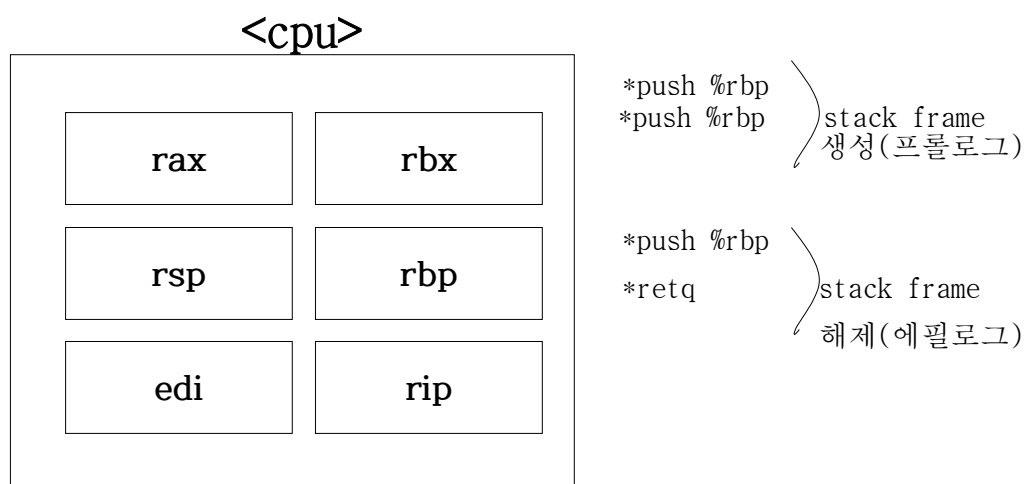 <cpu>
rax
rbx
rsp
rbp
edi
rip
*push %rbp
*push %rbp
stack frame
생성(프롤로그)
*push %rbp
*retq
stack frame
해제(에필로그)